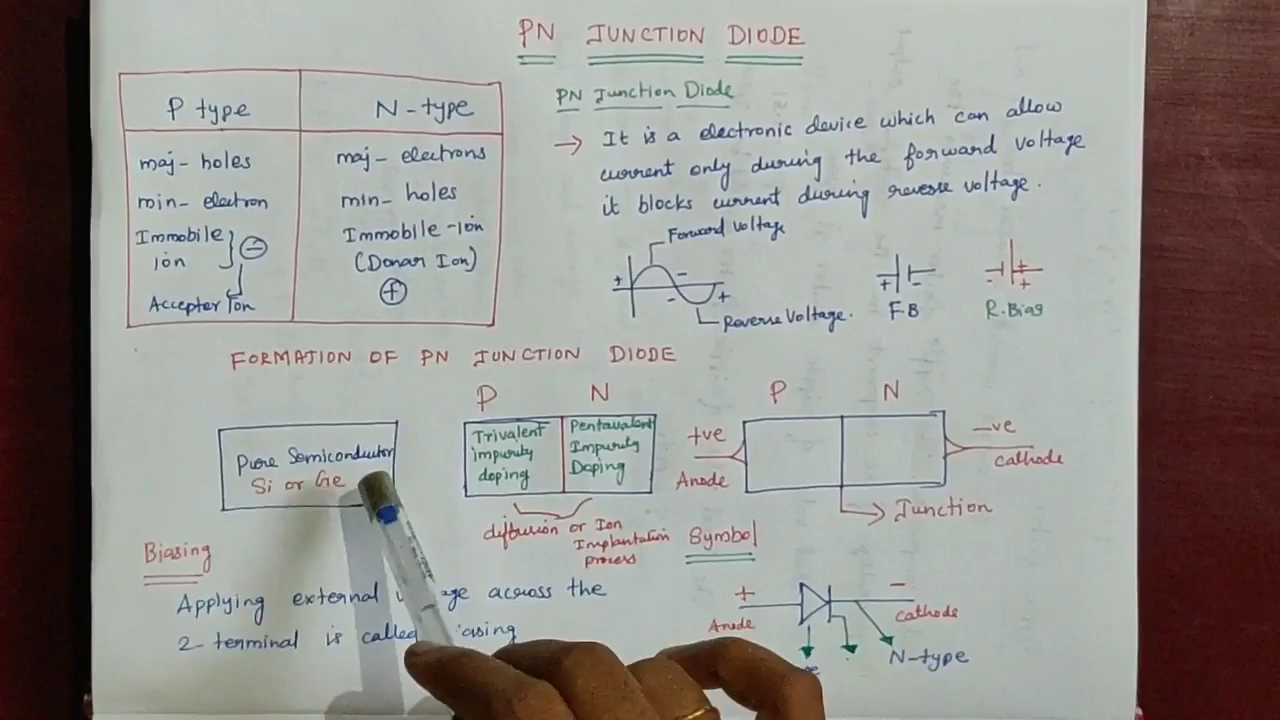 PN JUNCTION DIODE
P type
N-type
maj- holes
maj- electrons
min- electron
min- holes
Immobile ion
Immobile -ion
(Donar Ion)
−
+
Accepter Ion
PN Junction Diode
→ It is a electronic device which can allow
current only during the forward voltage
it blocks current during reverse voltage.
Forward voltage
+ −
− +
Reverse Voltage.
+ −
F.B
− + +
R.Bias
FORMATION OF PN JUNCTION DIODE
Pure Semiconductor
Si or Ge
P N
Trivalent
impurity
doping
Pentavalent
Impurity
Doping
diffusion or Ion
Implantation
process
P N
+ve
Anode
−ve
cathode
Junction
Biasing
Applying external across the
2- terminal is called
Symbol
+
Anode
−
cathode
N-type